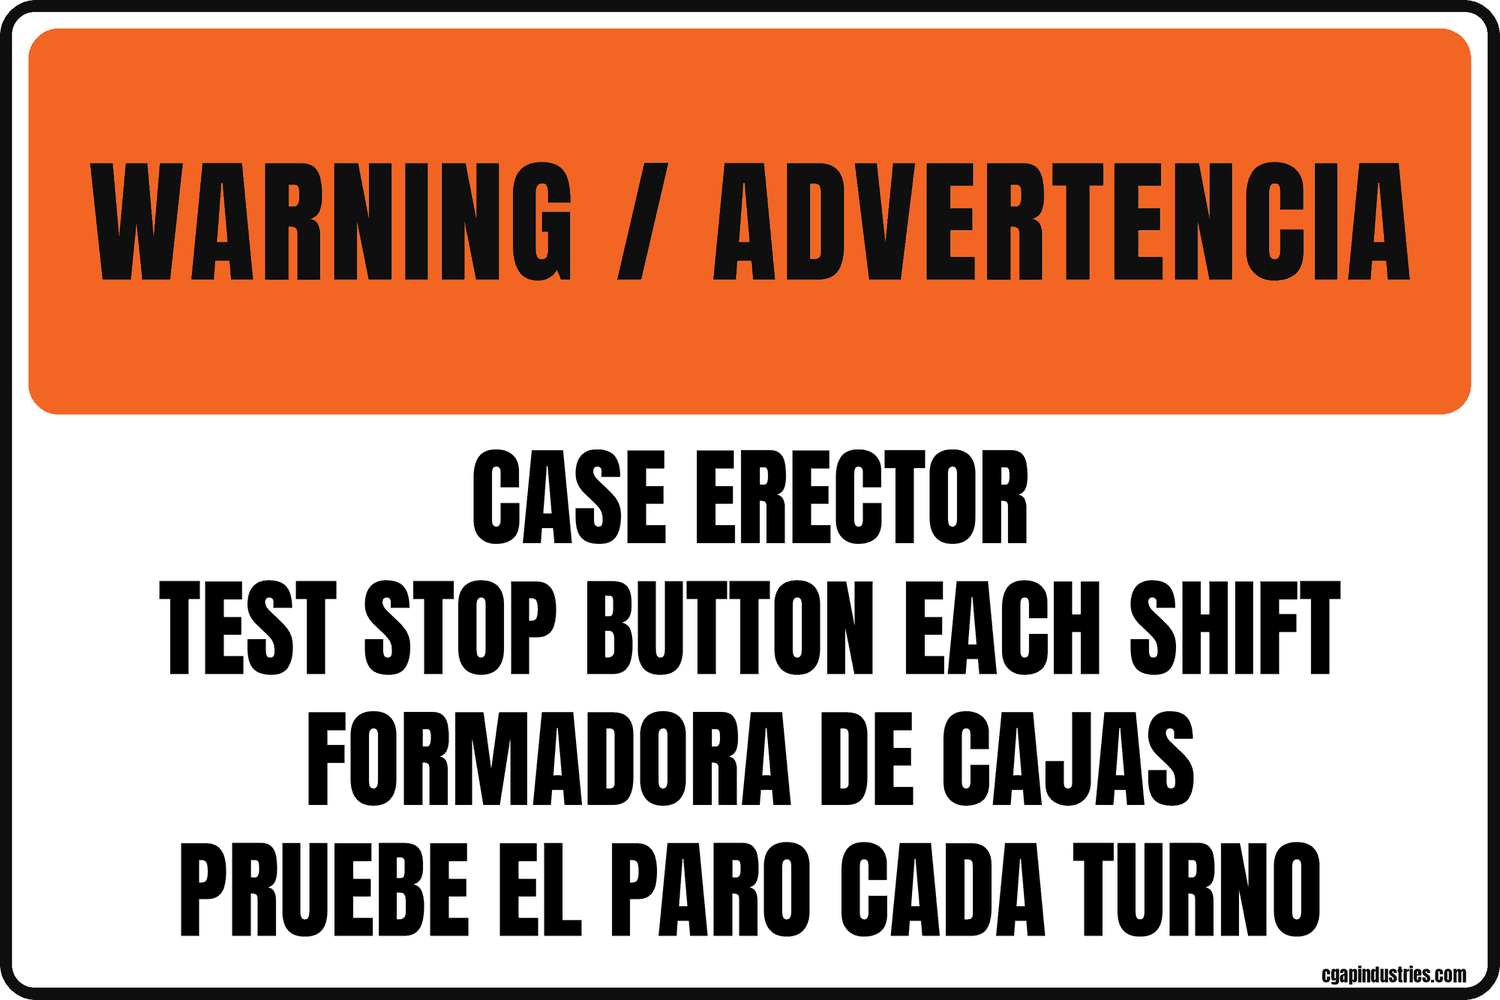 WARNING / ADVERTENCIA
CASE ERECTOR
TEST STOP BUTTON EACH SHIFT
FORMADORA DE CAJAS
PRUEBE EL PARO CADA TURNO
cgapindustries.com